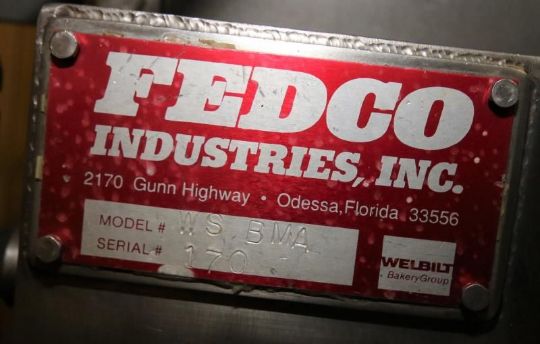 FEDCO
INDUSTRIES, INC.
2170 Gunn Highway • Odessa, Florida 33556
MODEL # WS BMA
SERIAL # 170
WELBILT
BakeryGroup